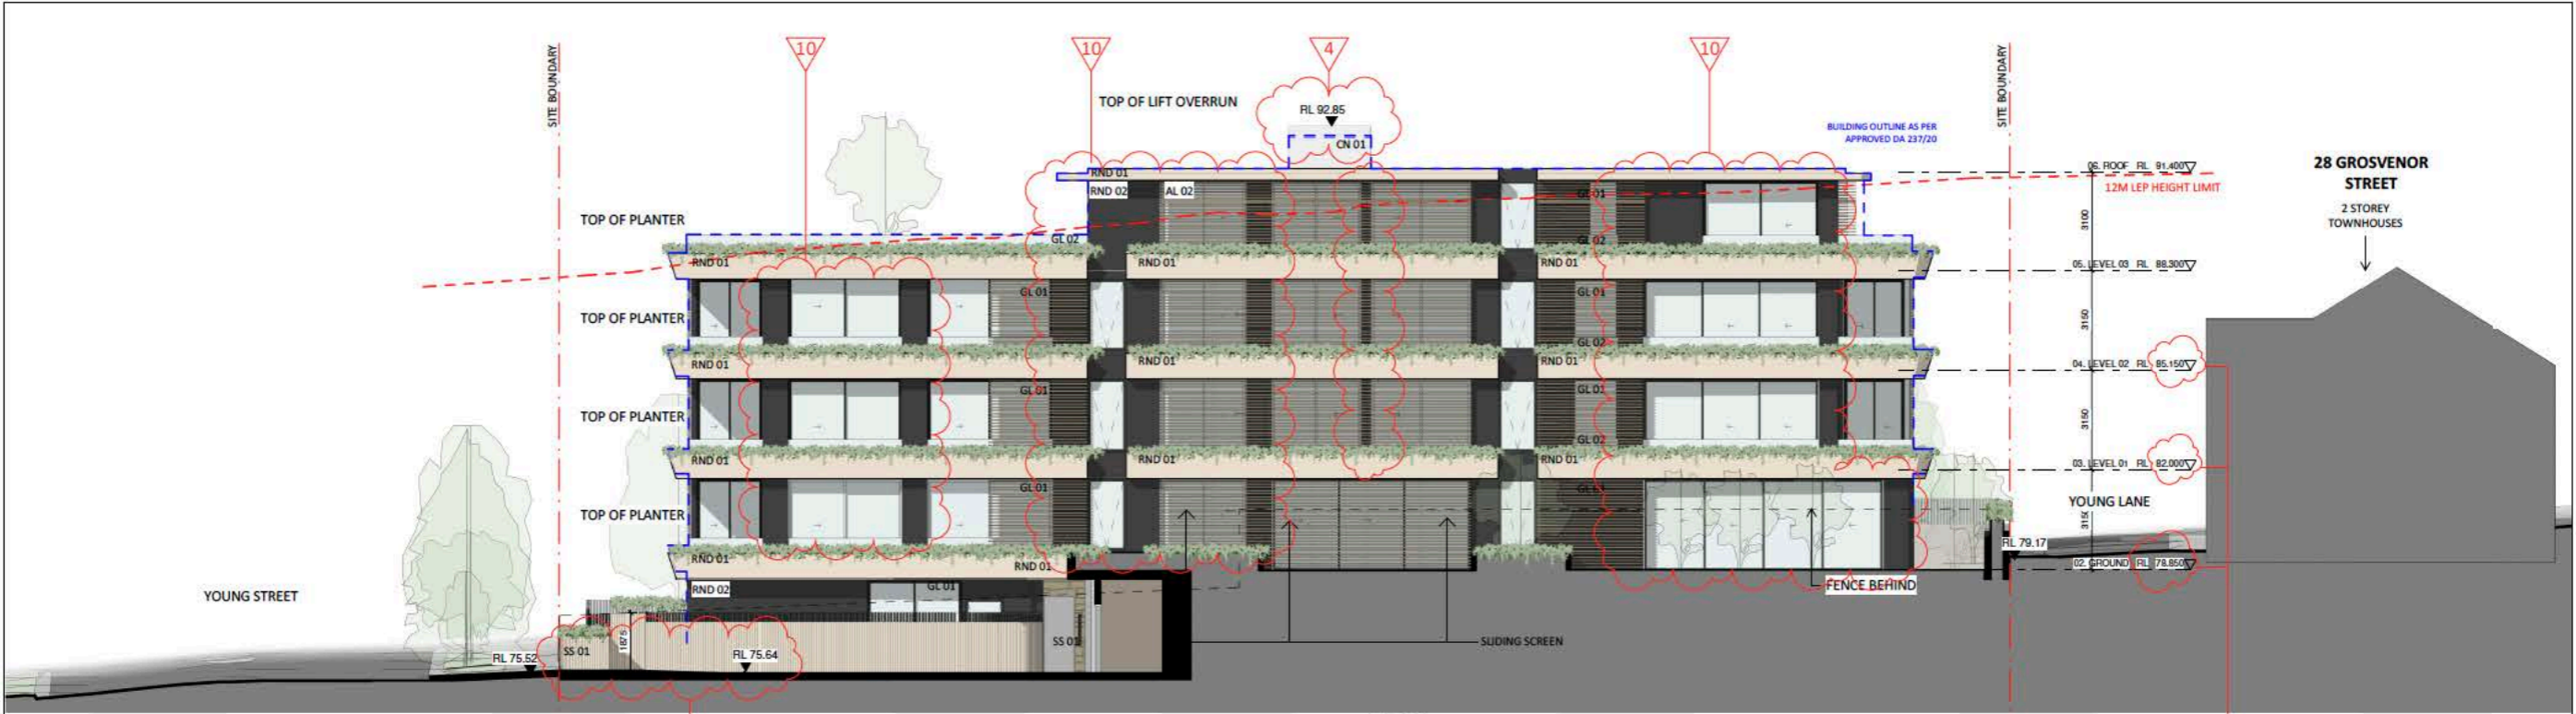 10
10
4
10
SITE BOUNDARY
TOP OF LIFT OVERRUN
RL 92.85
CN 01
BUILDING OUTLINE AS PER
APPROVED DA 237/20
SITE BOUNDARY
06. ROOF RL 91.400
12M LEP HEIGHT LIMIT
28 GROSVENOR
STREET
2 STOREY
TOWNHOUSES
RND 01
RND 02
AL 02
GL 01
3100
TOP OF PLANTER
GL 02
GL 02
RND 01
RND 01
RND 01
05. LEVEL 03 RL 88.300
GL 01
GL 01
TOP OF PLANTER
3150
GL 02
RND 01
RND 01
RND 01
04. LEVEL 02 RL 85.150
GL 01
GL 01
TOP OF PLANTER
3150
GL 02
RND 01
RND 01
RND 01
03. LEVEL 01 RL 82.000
GL 01
YOUNG LANE
TOP OF PLANTER
RL 79.17
RND 01
RND 01
02. GROUND RL 78.850
RND 02
GL 01
FENCE BEHIND
YOUNG STREET
1875
SS 01
SS 01
SLIDING SCREEN
RL 75.52
RL 75.64